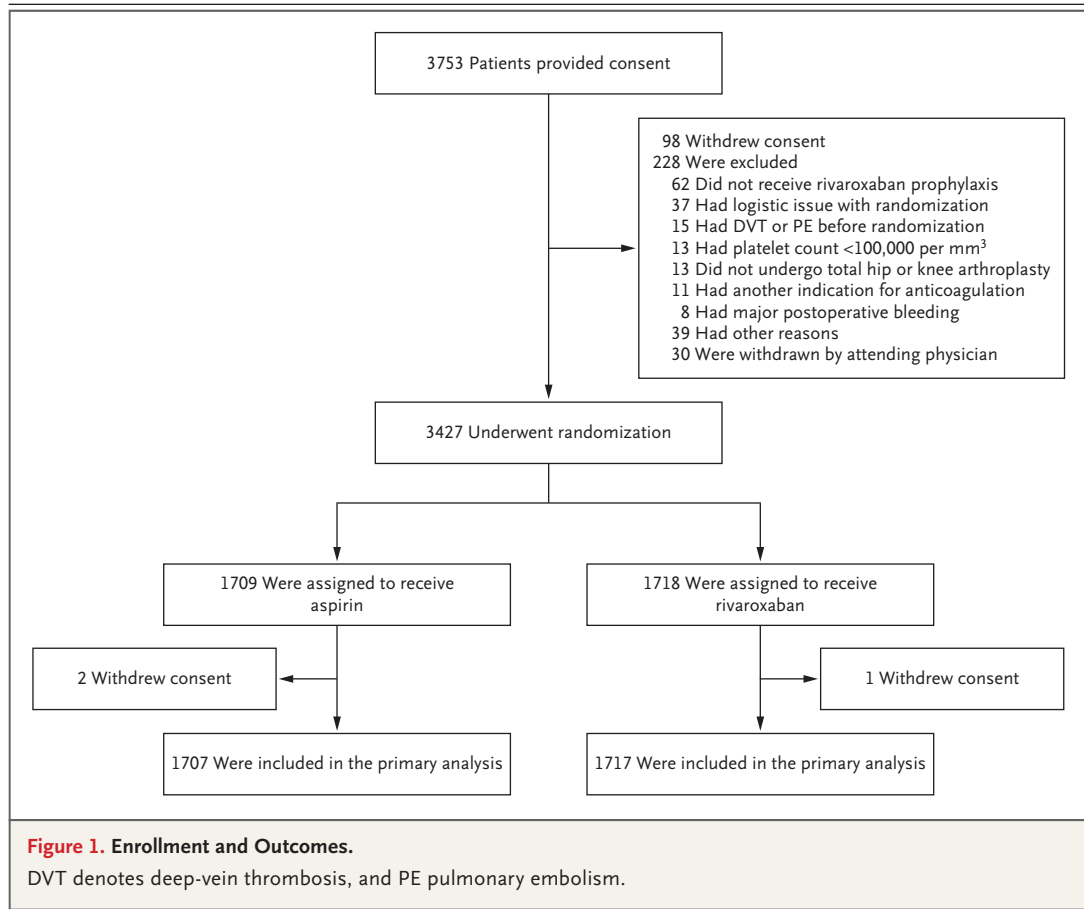 3753 Patients provided consent
98 Withdrew consent
228 Were excluded
62 Did not receive rivaroxaban prophylaxis
37 Had logistic issue with randomization
15 Had DVT or PE before randomization
13 Had platelet count <100,000 per mm³
13 Did not undergo total hip or knee arthroplasty
11 Had another indication for anticoagulation
8 Had major postoperative bleeding
39 Had other reasons
30 Were withdrawn by attending physician
3427 Underwent randomization
1709 Were assigned to receive
aspirin
1718 Were assigned to receive
rivaroxaban
2 Withdrew consent
1 Withdrew consent
1707 Were included in the primary analysis
1717 Were included in the primary analysis
Figure 1. Enrollment and Outcomes.
DVT denotes deep-vein thrombosis, and PE pulmonary embolism.